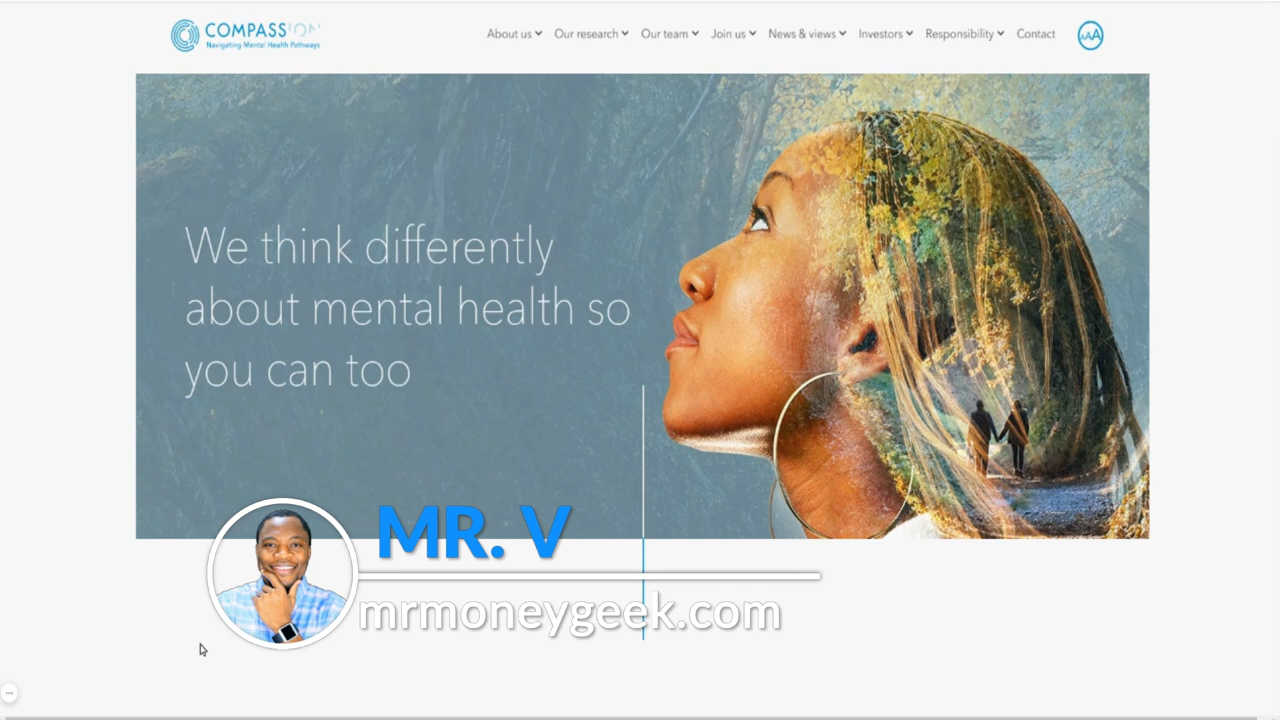 COMPASS
Navigating Mental Health Pathways
About us Our research Our team Join us News & views Investors Responsibility Contact
AAA
We think differently
about mental health so
you can too
MR. V
mrmoneygeek.com